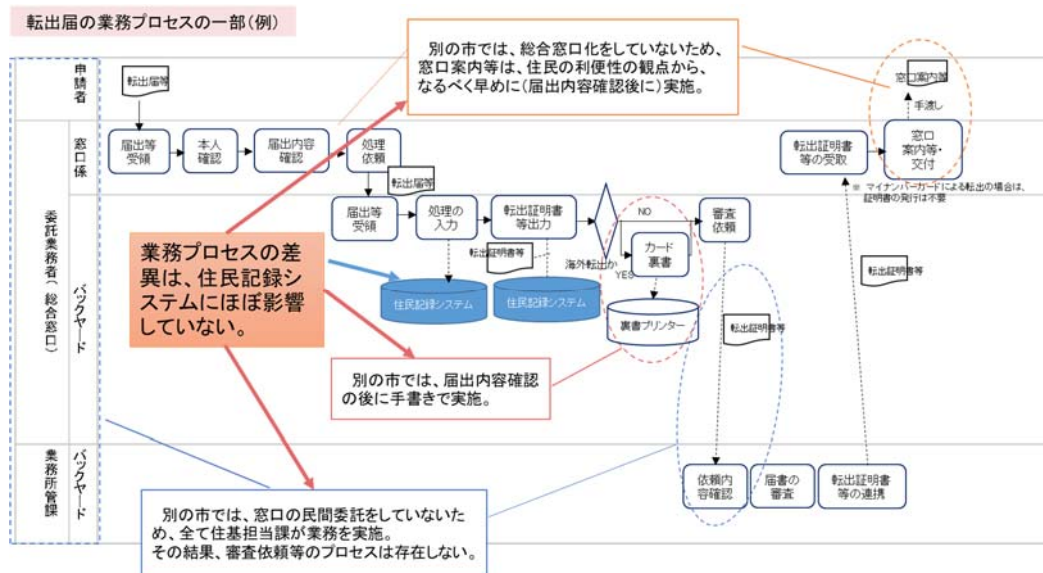 転出届の業務プロセスの一部（例）
別の市では、総合窓口化をしていないため、
窓口案内等は、住民の利便性の観点から、
なるべく早めに（届出内容確認後に）実施。
申請者
転出届等
窓口案内等
手渡し
委託業務者（総合窓口）
窓口係
届出等
受領
本人
確認
届出内容
確認
処理
依頼
転出届等
転出証明書
等の受取
窓口
案内等・
交付
※ マイナンバーカードによる転出の場合は、
証明書の発行は不要
バックヤード
届出等
受領
処理の
入力
転出証明書
等出力
海外転出か
NO
YES
カード
裏書
審査
依頼
転出証明書等
住民記録システム
住民記録システム
裏書プリンター
転出証明書等
転出証明書等
業務プロセスの差
異は、住民記録シ
ステムにほぼ影響
していない。
別の市では、届出内容確認
の後に手書きで実施。
業務所管課
バックヤード
依頼内
容確認
届書の
審査
転出証明書
等の連携
別の市では、窓口の民間委託をしていないた
め、全て住基担当課が業務を実施。
その結果、審査依頼等のプロセスは存在しない。